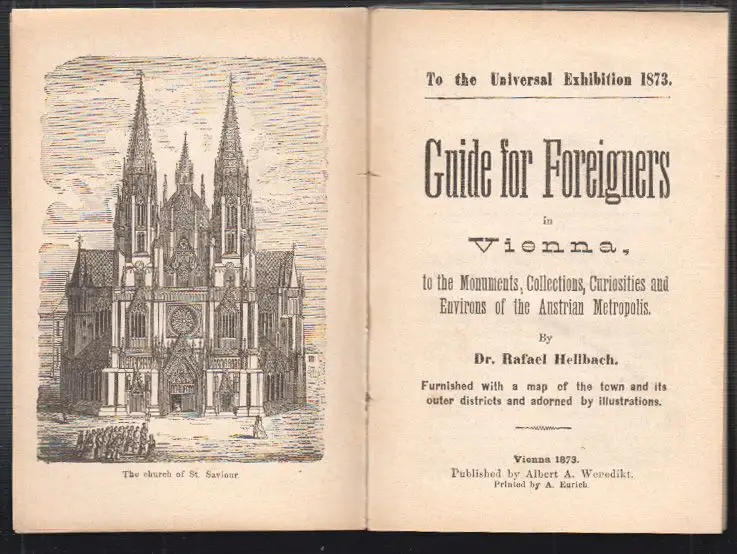 The church of St. Saviour.
To the Universal Exhibition 1873.
Guide for Foreigners
in
Vienna,
to the Monuments, Collections, Curiosities and
Environs of the Austrian Metropolis.
By
Dr. Rafael Hellbach.
Furnished with a map of the town and its
outer districts and adorned by illustrations.
Vienna 1873.
Published by Albert A. Wenedikt.
Printed by A. Eurich.